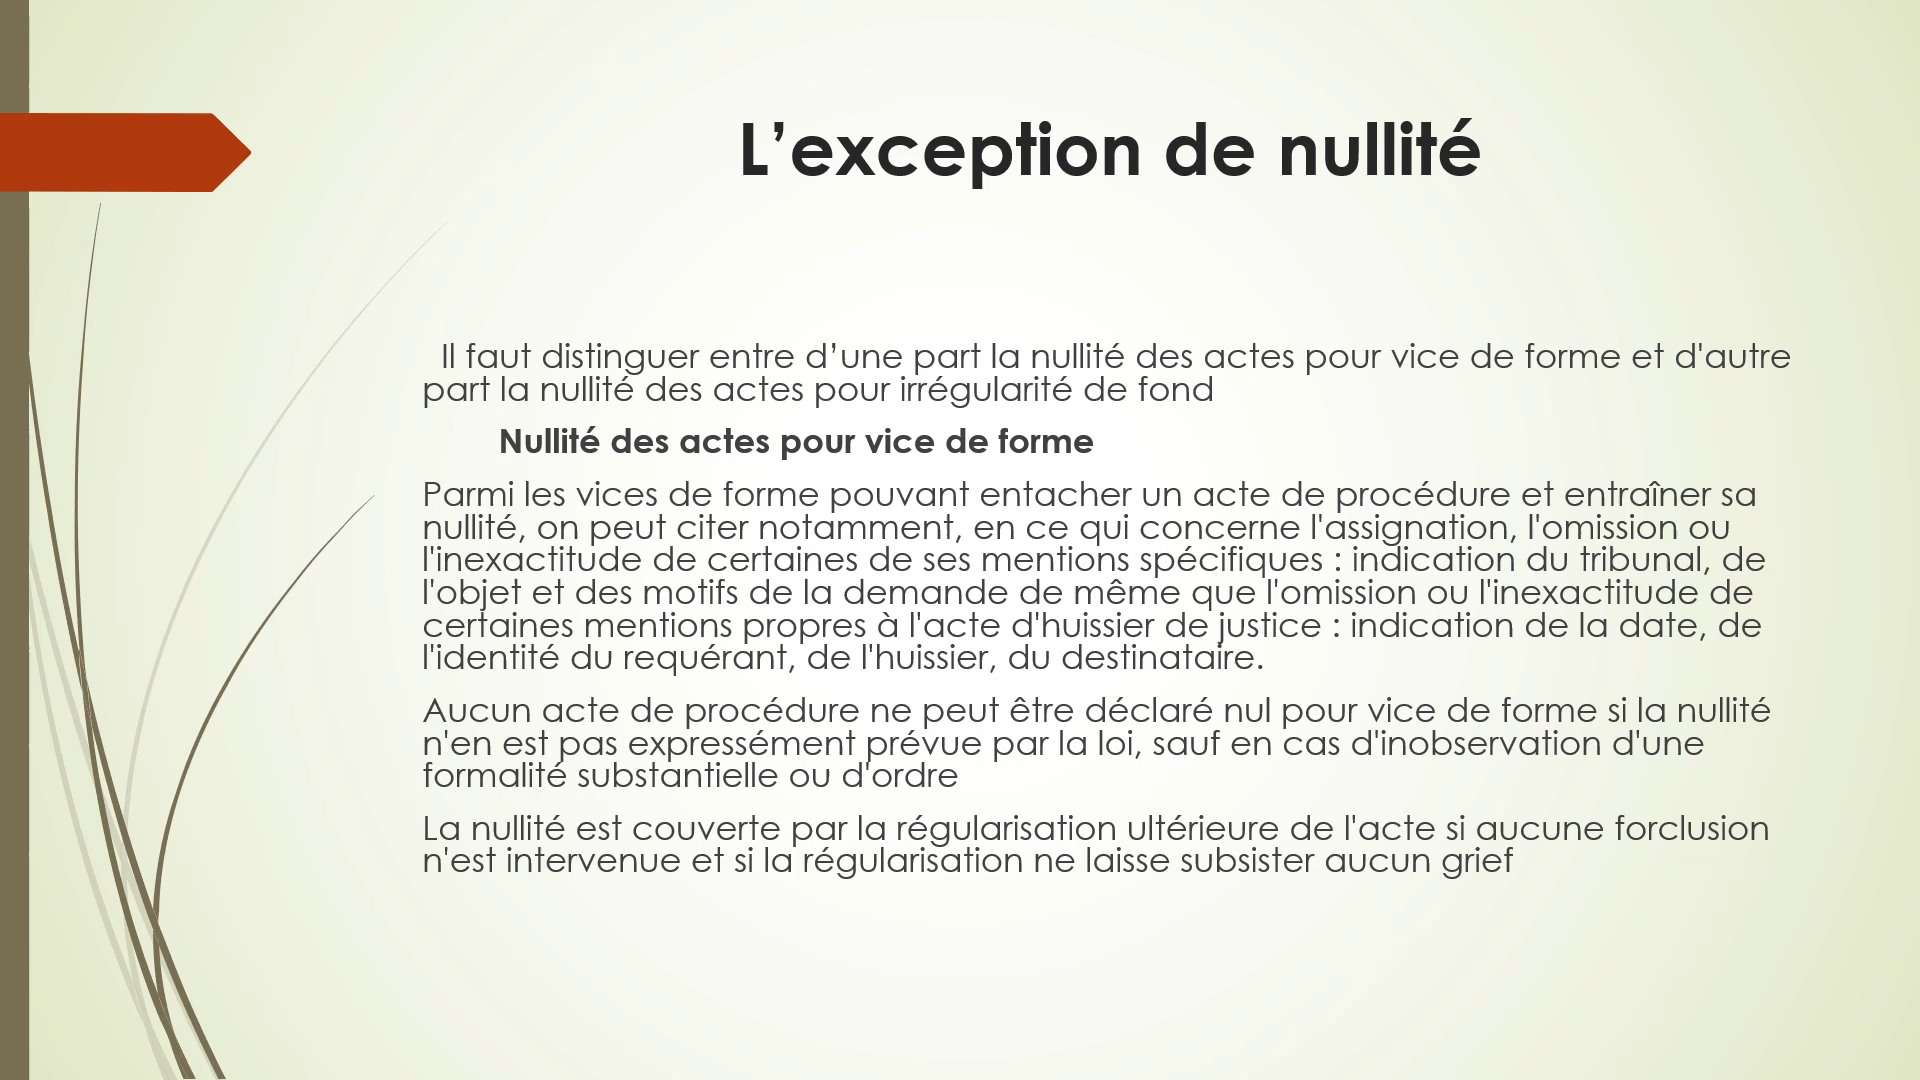 L’exception de nullité
Il faut distinguer entre d’une part la nullité des actes pour vice de forme et d'autre
part la nullité des actes pour irrégularité de fond
Nullité des actes pour vice de forme
Parmi les vices de forme pouvant entacher un acte de procédure et entraîner sa
nullité, on peut citer notamment, en ce qui concerne l'assignation, l'omission ou
l'inexactitude de certaines de ses mentions spécifiques : indication du tribunal, de
l'objet et des motifs de la demande de même que l'omission ou l'inexactitude de
certaines mentions propres à l'acte d'huissier de justice : indication de la date, de
l'identité du requérant, de l'huissier, du destinataire.
Aucun acte de procédure ne peut être déclaré nul pour vice de forme si la nullité
n'en est pas expressément prévue par la loi, sauf en cas d'inobservation d'une
formalité substantielle ou d'ordre
La nullité est couverte par la régularisation ultérieure de l'acte si aucune forclusion
n'est intervenue et si la régularisation ne laisse subsister aucun grief